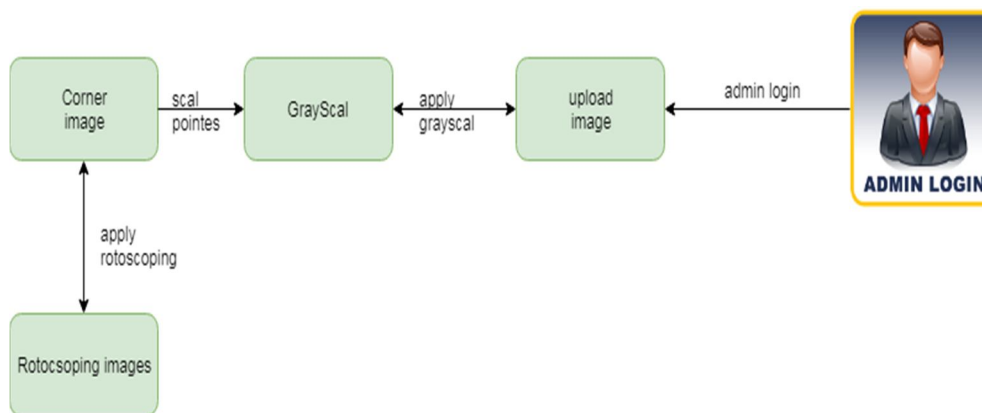 Corner
image
scal
pointes
GrayScal
apply
grayscal
upload
image
admin login
ADMIN LOGIN
apply
rotoscoping
Rotocsoping images